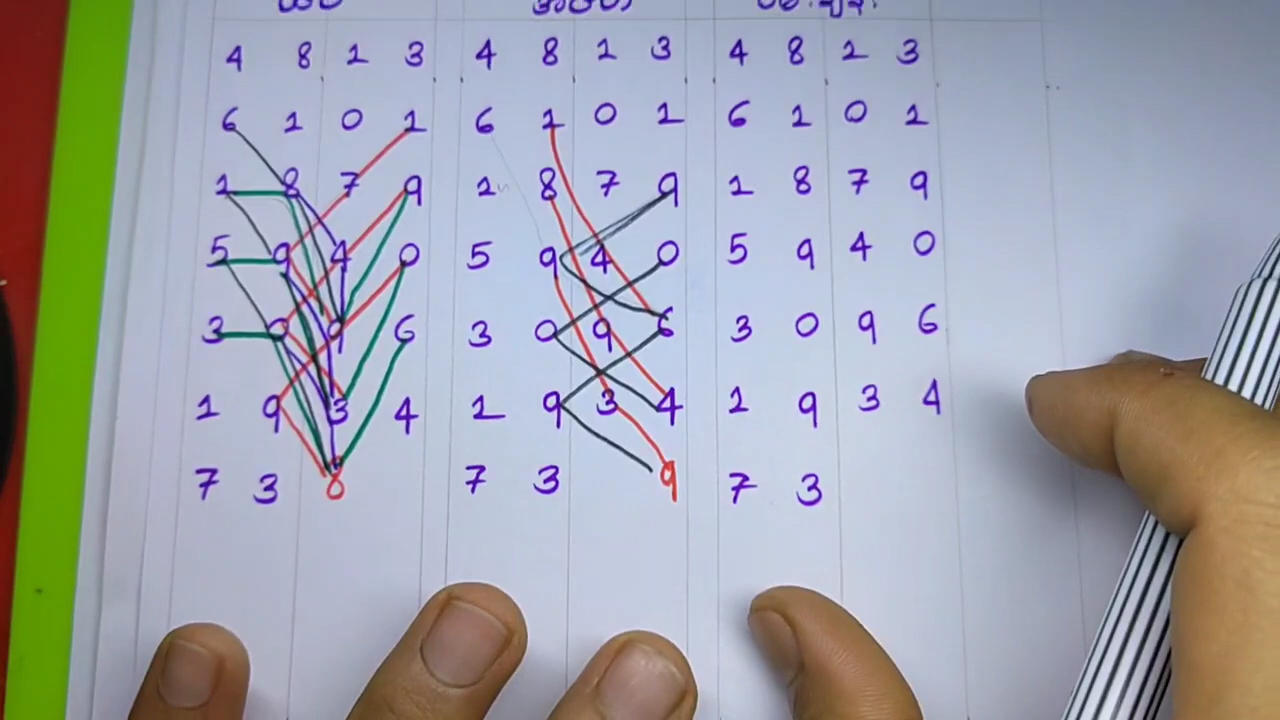 4 8 1 3 4 8 1 3 4 8 1 3
6 1 0 1 6 1 0 1 6 1 0 1
1 8 7 9 1 8 7 9 1 8 7 9
5 9 4 0 5 9 4 0 5 9 4 0
3 0 9 6 3 0 9 6 3 0 9 6
1 9 3 4 1 9 3 4 1 9 3 4
7 3 8 7 3 9 7 3